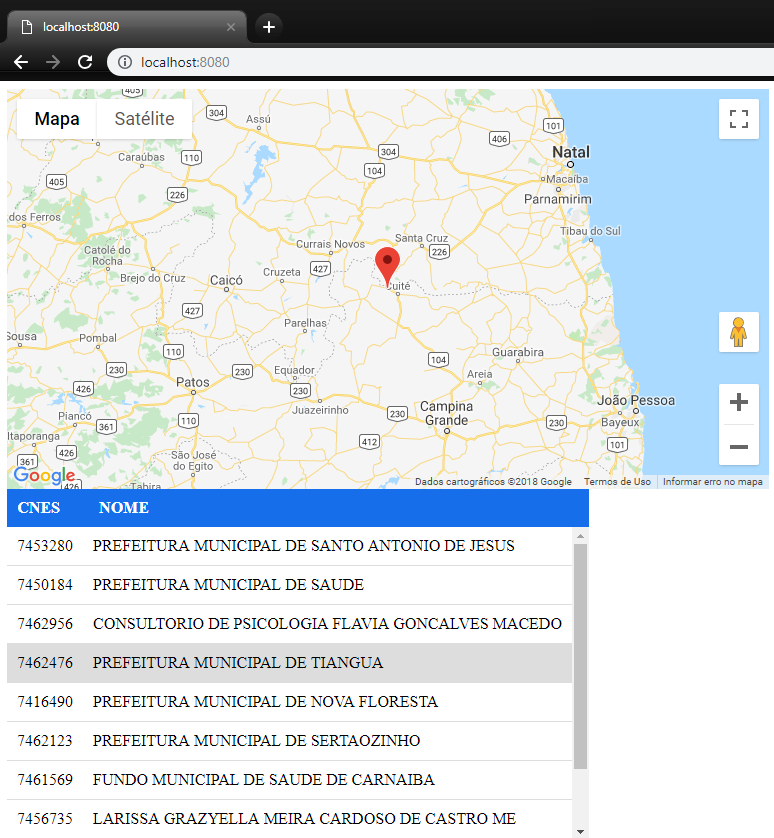 localhost:8080
localhost:8080
Mapa Satélite
405
304
Assú
101
406
Natal
Caraúbas
110
304
104
Macaíba
405
226
Parnamirim
dos Ferros
Tibau do Sul
Currais Novos
Santa Cruz
226
Catolé do
Rocha
Brejo do Cruz
Caicó
Cruzeta
427
Cuité
427
Parelhas
Sousa
Pombal
110
104
Guarabira
230
230
Equador
Areia
Patos
426
230
João Pessoa
Juazeirinho
230
Campina
Grande
Bayeux
Piancó
361
110
230
Itaporanga
426
412
101
São José
do Egito
361
Tabira
426
Google
Dados cartográficos ©2018 Google Termos de Uso Informar erro no mapa
CNES NOME
7453280 PREFEITURA MUNICIPAL DE SANTO ANTONIO DE JESUS
7450184 PREFEITURA MUNICIPAL DE SAUDE
7462956 CONSULTORIO DE PSICOLOGIA FLAVIA GONCALVES MACEDO
7462476 PREFEITURA MUNICIPAL DE TIANGUA
7416490 PREFEITURA MUNICIPAL DE NOVA FLORESTA
7462123 PREFEITURA MUNICIPAL DE SERTAOZINHO
7461569 FUNDO MUNICIPAL DE SAUDE DE CARNAIBA
7456735 LARISSA GRAZYELLA MEIRA CARDOSO DE CASTRO ME